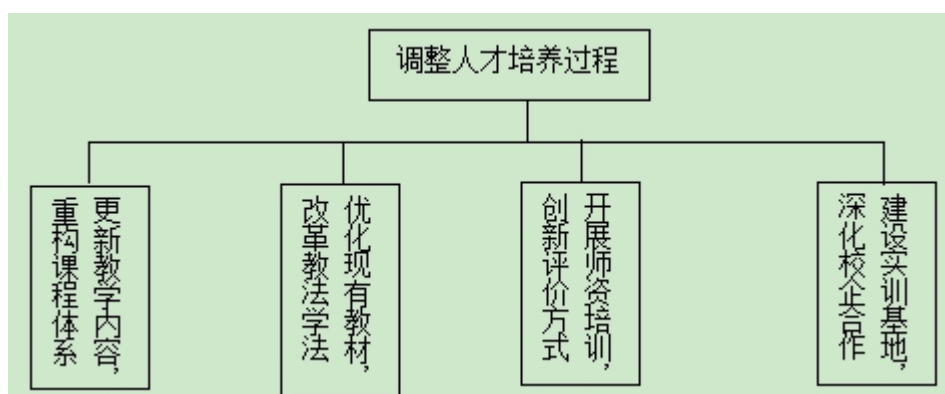 调整人才培养过程
更新教学内容，
重构课程体系
优化现有教材，
改革教法学法
开展师资培训，
创新评价方式
建设实训基地，
深化校企合作